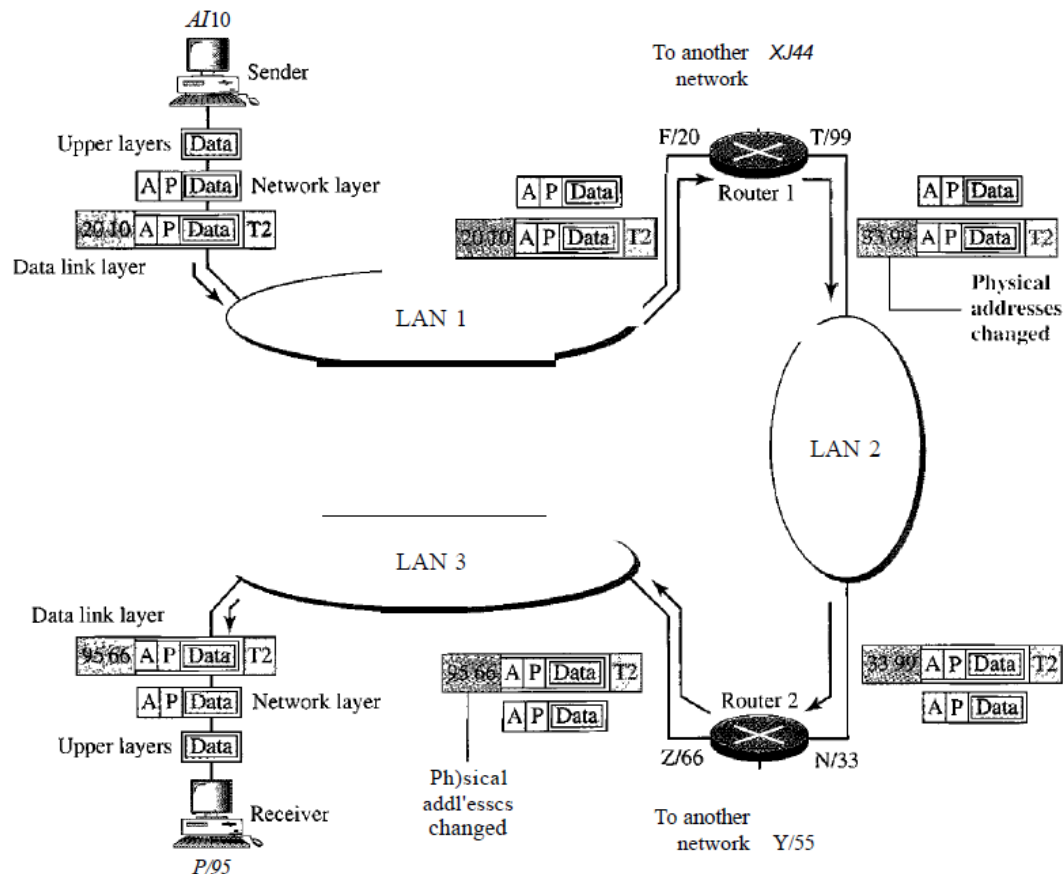 AI10
Sender
Upper layers
Data
A P Data
Network layer
20 10 A P Data T2
Data link layer
LAN 1
A P Data
20 10 A P Data T2
To another XJ44
network
F/20
T/99
Router 1
A P Data
33 99 A P Data T2
Physical
addresses
changed
LAN 2
LAN 3
Data link layer
95 66 A P Data T2
A P Data
Network layer
Upper layers
Data
Receiver
P/95
95 66 A P Data T2
A P Data
Ph)sical
addl'esscs
changed
Router 2
Z/66
N/33
33 99 A P Data T2
A P Data
To another
network Y/55